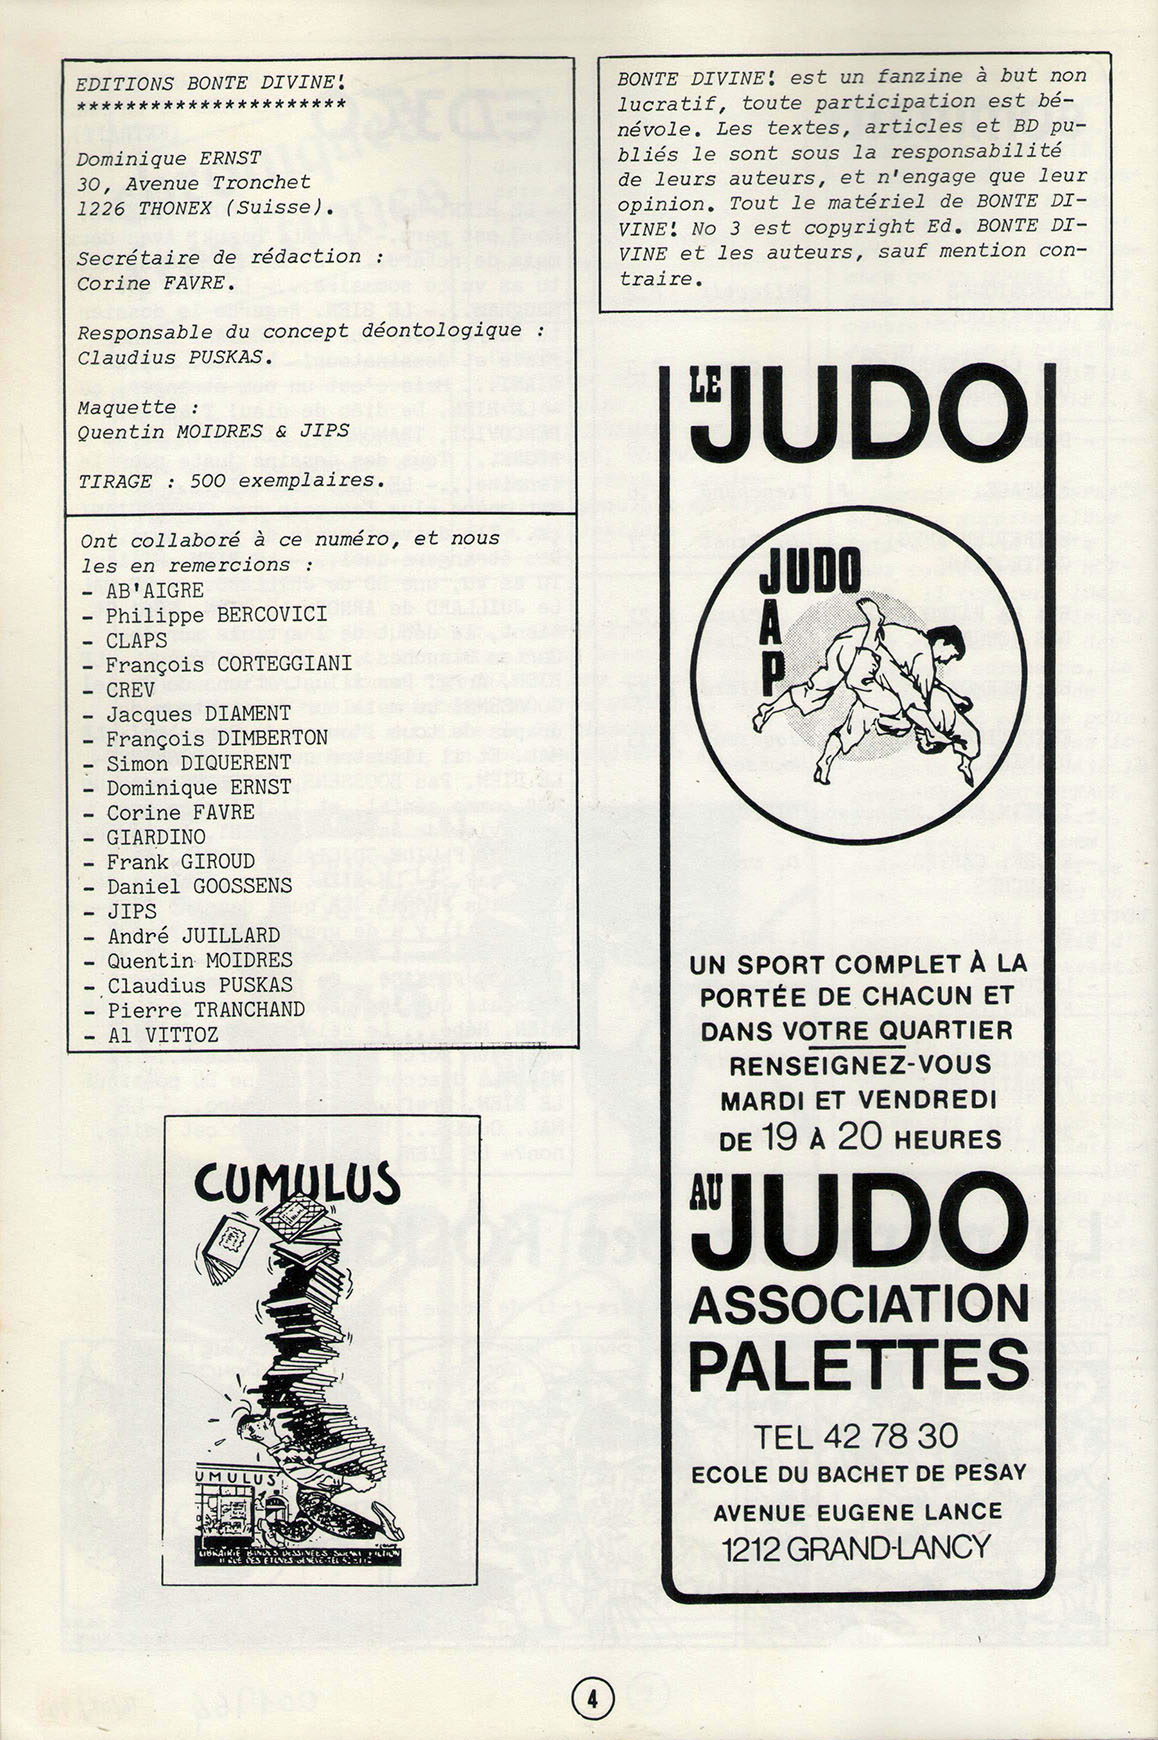 EDITIONS BONTE DIVINE!
**********************
Dominique ERNST
30, Avenue Tronchet
1226 THONEX (Suisse).
Secrétaire de rédaction :
Corine FAVRE.
Responsable du concept déontologique :
Claudius PUSKAS.
Maquette :
Quentin MOIDRES & JIPS
TIRAGE : 500 exemplaires.
Ont collaboré à ce numéro, et nous
les en remercions :
- AB'AIGRE
- Philippe BERCOVICI
- CLAPS
- François CORTEGGIANI
- CREV
- Jacques DIAMENT
- François DIMBERTON
- Simon DIQUERENT
- Dominique ERNST
- Corine FAVRE
- GIARDINO
- Frank GIROUD
- Daniel GOOSSENS
- JIPS
- André JUILLARD
- Quentin MOIDRES
- Claudius PUSKAS
- Pierre TRANCHAND
- Al VITTOZ
CUMULUS
UMULUS
LIBRAIRIE BANDES DESSINÉES SCIENCE FICTION
BONTE DIVINE! est un fanzine à but non
lucratif, toute participation est bé-
névole. Les textes, articles et BD pu-
bliés le sont sous la responsabilité
de leurs auteurs, et n'engage que leur
opinion. Tout le matériel de BONTE DI-
VINE! No 3 est copyright Ed. BONTE DI-
VINE et les auteurs, sauf mention con-
traire.
LE JUDO
JUDO
JAP
UN SPORT COMPLET À LA
PORTÉE DE CHACUN ET
DANS VOTRE QUARTIER
RENSEIGNEZ-VOUS
MARDI ET VENDREDI
DE 19 À 20 HEURES
AU JUDO
ASSOCIATION
PALETTES
TEL 42 78 30
ECOLE DU BACHET DE PESAY
AVENUE EUGENE LANCE
1212 GRAND-LANCY
4